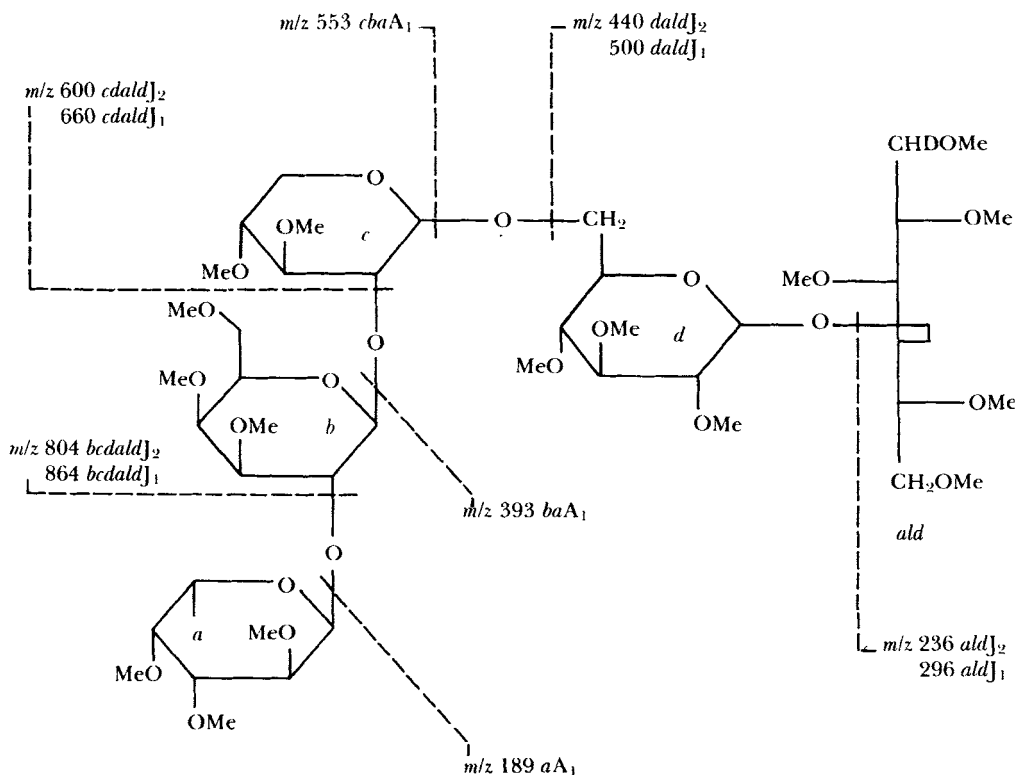 m/z 553 cbaA₁
m/z 440 daldJ₂
500 daldJ₁
m/z 600 cdaldJ₂
660 cdaldJ₁
CHDOMe
O
OMe
c
O
CH₂
OMe
MeO
MeO
MeO
O
O
O
OMe
d
MeO
OMe
MeO
O
MeO
OMe
b
OMe
m/z 804 bcdaldJ₂
864 bcdaldJ₁
CH₂OMe
m/z 393 baA₁
ald
O
O
a
MeO
MeO
OMe
m/z 236 aldJ₂
296 aldJ₁
m/z 189 aA₁